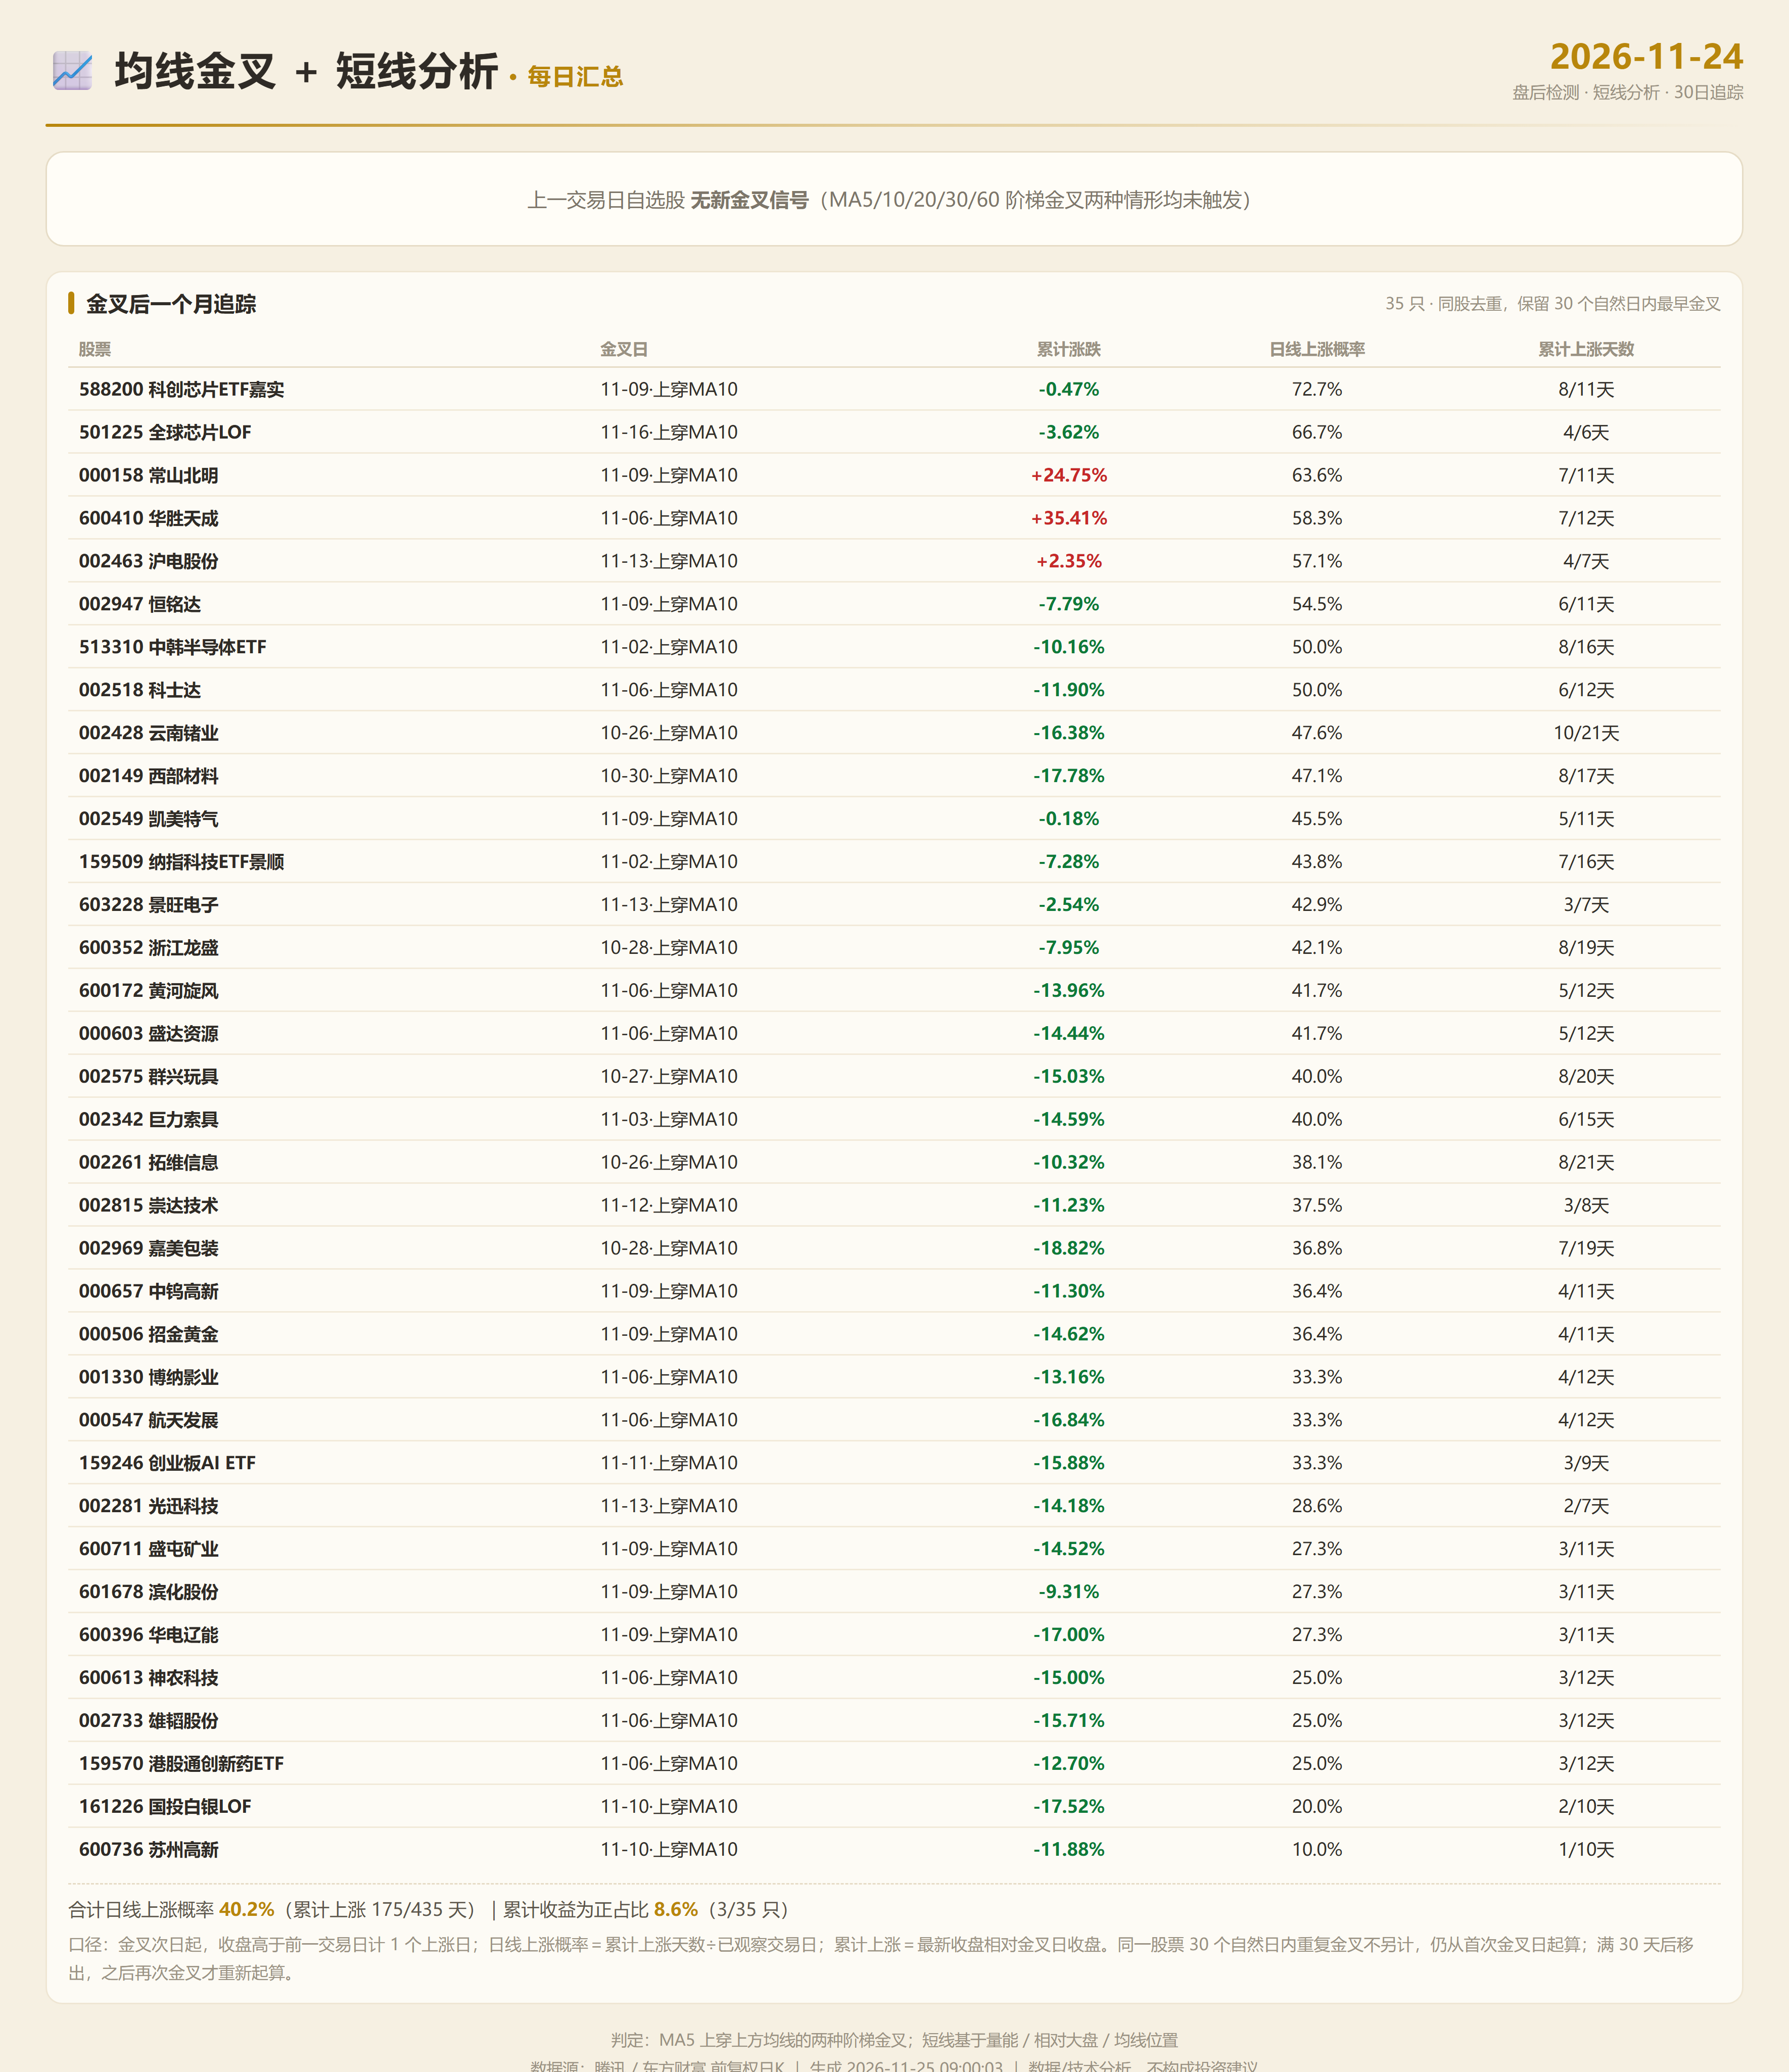 均线金叉 + 短线分析 · 每日汇总
2026-11-24
盘后检测 · 短线分析 · 30日追踪
上一交易日自选股 无新金叉信号（MA5/10/20/30/60 阶梯金叉两种情形均未触发）
金叉后一个月追踪
35 只 · 同股去重，保留 30 个自然日内最早金叉
股票 金叉日 累计涨跌 日线上涨概率 累计上涨天数
588200 科创芯片ETF嘉实 11-09·上穿MA10 -0.47% 72.7% 8/11天
501225 全球芯片LOF 11-16·上穿MA10 -3.62% 66.7% 4/6天
000158 常山北明 11-09·上穿MA10 +24.75% 63.6% 7/11天
600410 华胜天成 11-06·上穿MA10 +35.41% 58.3% 7/12天
002463 沪电股份 11-13·上穿MA10 +2.35% 57.1% 4/7天
002947 恒铭达 11-09·上穿MA10 -7.79% 54.5% 6/11天
513310 中韩半导体ETF 11-02·上穿MA10 -10.16% 50.0% 8/16天
002518 科士达 11-06·上穿MA10 -11.90% 50.0% 6/12天
002428 云南锗业 10-26·上穿MA10 -16.38% 47.6% 10/21天
002149 西部材料 10-30·上穿MA10 -17.78% 47.1% 8/17天
002549 凯美特气 11-09·上穿MA10 -0.18% 45.5% 5/11天
159509 纳指科技ETF景顺 11-02·上穿MA10 -7.28% 43.8% 7/16天
603228 景旺电子 11-13·上穿MA10 -2.54% 42.9% 3/7天
600352 浙江龙盛 10-28·上穿MA10 -7.95% 42.1% 8/19天
600172 黄河旋风 11-06·上穿MA10 -13.96% 41.7% 5/12天
000603 盛达资源 11-06·上穿MA10 -14.44% 41.7% 5/12天
002575 群兴玩具 10-27·上穿MA10 -15.03% 40.0% 8/20天
002342 巨力索具 11-03·上穿MA10 -14.59% 40.0% 6/15天
002261 拓维信息 10-26·上穿MA10 -10.32% 38.1% 8/21天
002815 崇达技术 11-12·上穿MA10 -11.23% 37.5% 3/8天
002969 嘉美包装 10-28·上穿MA10 -18.82% 36.8% 7/19天
000657 中钨高新 11-09·上穿MA10 -11.30% 36.4% 4/11天
000506 招金黄金 11-09·上穿MA10 -14.62% 36.4% 4/11天
001330 博纳影业 11-06·上穿MA10 -13.16% 33.3% 4/12天
000547 航天发展 11-06·上穿MA10 -16.84% 33.3% 4/12天
159246 创业板AI ETF 11-11·上穿MA10 -15.88% 33.3% 3/9天
002281 光迅科技 11-13·上穿MA10 -14.18% 28.6% 2/7天
600711 盛屯矿业 11-09·上穿MA10 -14.52% 27.3% 3/11天
601678 滨化股份 11-09·上穿MA10 -9.31% 27.3% 3/11天
600396 华电辽能 11-09·上穿MA10 -17.00% 27.3% 3/11天
600613 神农科技 11-06·上穿MA10 -15.00% 25.0% 3/12天
002733 雄韬股份 11-06·上穿MA10 -15.71% 25.0% 3/12天
159570 港股通创新药ETF 11-06·上穿MA10 -12.70% 25.0% 3/12天
161226 国投白银LOF 11-10·上穿MA10 -17.52% 20.0% 2/10天
600736 苏州高新 11-10·上穿MA10 -11.88% 10.0% 1/10天
合计日线上涨概率 40.2%（累计上涨 175/435 天）｜累计收益为正占比 8.6%（3/35 只）
口径：金叉次日起，收盘高于前一交易日计 1 个上涨日；日线上涨概率＝累计上涨天数÷已观察交易日；累计上涨＝最新收盘相对金叉日收盘。同一股票 30 个自然日内重复金叉不另计，仍从首次金叉日起算；满 30 天后移
出，之后再次金叉才重新起算。
判定：MA5 上穿上方均线的两种阶梯金叉；短线基于量能 / 相对大盘 / 均线位置
数据源：腾讯 / 东方财富 前复权日K ｜ 生成 2026-11-25 09:00:03 ｜ 数据/技术分析，不构成投资建议